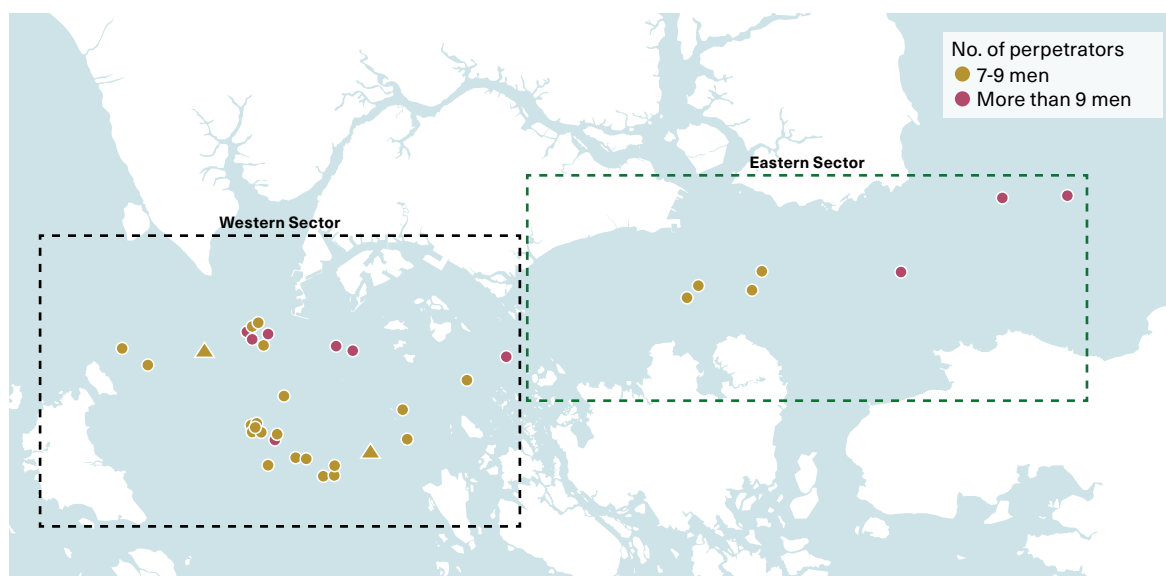 No. of perpetrators
7-9 men
More than 9 men
Eastern Sector
Western Sector